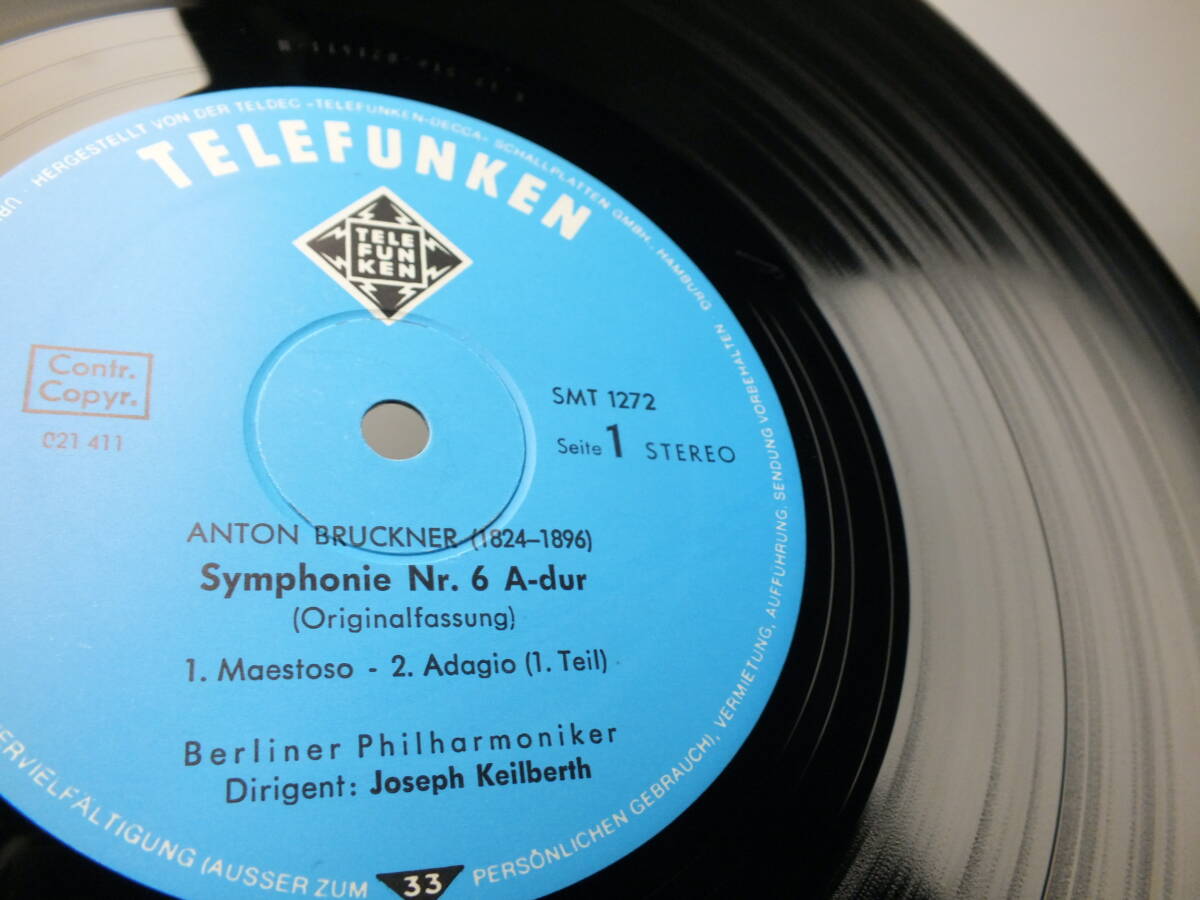 HERGESTELLT VON DER TELDEC »TELEFUNKEN-DECCA« SCHALLPLATTEN GMBH., HAMBURG
TELEFUNKEN
TELE
FUN
KEN
Contr.
Copyr.
021 411
SMT 1272
Seite 1 STEREO
ANTON BRUCKNER (1824–1896)
Symphonie Nr. 6 A-dur
(Originalfassung)
1. Maestoso - 2. Adagio (1. Teil)
Berliner Philharmoniker
Dirigent: Joseph Keilberth
ERVIELFÄLTIGUNG (AUSSER ZUM PERSÖNLICHEN GEBRAUCH), VERMIETUNG, AUFFÜHRUNG, SENDUNG VORBEHALTEN
33